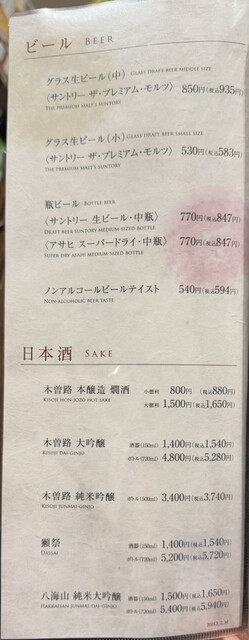 ビール BEER
グラス生ビール(中) GLASS DRAFT BEER MIDDLE SIZE
〈サントリー ザ・プレミアム・モルツ〉 850円(税込935円)
THE PREMIUM MALT'S SUNTORY
グラス生ビール(小) GLASS DRAFT BEER SMALL SIZE
〈サントリー ザ・プレミアム・モルツ〉 530円(税込583円)
THE PREMIUM MALT'S SUNTORY
瓶ビール BOTTLE BEER
〈サントリー 生ビール・中瓶〉 770円(税込847円)
DRAFT BEER SUNTORY MEDIUM-SIZED BOTTLE
〈アサヒ スーパードライ・中瓶〉 770円(税込847円)
SUPER DRY ASAHI MEDIUM-SIZED BOTTLE
ノンアルコールビールテイスト 540円(税込594円)
NON-ALCOHOLIC BEER TASTE
日本酒 SAKE
木曽路 本醸造 燗酒 小徳利 800円 (税込880円)
KISOJI HON-JOZO HOT SAKE
大徳利 1,500円(税込1,650円)
木曽路 大吟醸 酒器(150ml) 1,400円(税込1,540円)
KISOJI DAI-GINJO ボトル(720ml) 4,800円(税込5,280円)
木曽路 純米吟醸 ボトル(500ml) 3,400円(税込3,740円)
KISOJI JUNMAI-GINJO
獺祭 酒器(150ml) 1,400円(税込1,540円)
DASSAI ボトル(720ml) 5,200円(税込5,720円)
八海山 純米大吟醸 酒器(150ml) 1,500円(税込1,650円)
HAKKAISAN JUNMAI-DAI-GINJO ボトル(720ml) 5,400円(税込5,940円)